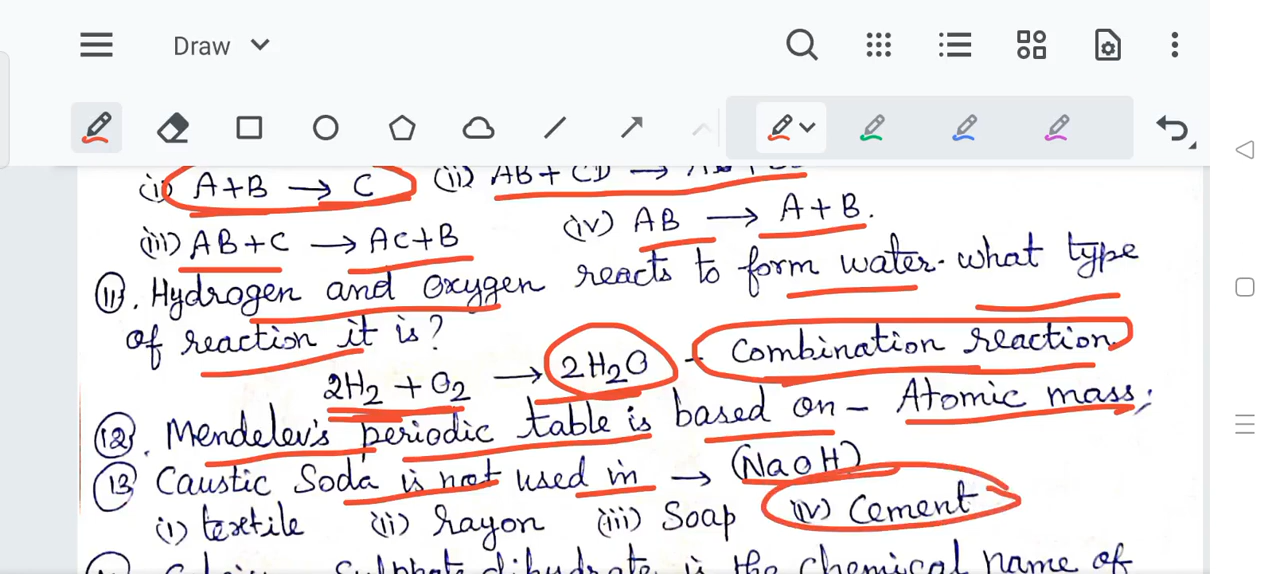 Draw
(i) A+B → C (ii) AB + CD →
(iii) AB+C → AC+B (iv) AB → A+B.
(11). Hydrogen and oxygen reacts to form water. what type
of reaction it is?
2H2 + O2 → 2H2O - Combination reaction
(12). Mendelev's periodic table is based on - Atomic mass;
(13) Caustic Soda is not used in → (NaOH)
(i) textile (ii) rayon (iii) Soap (iv) Cement
Sulphate dihydrate is the chemical name of